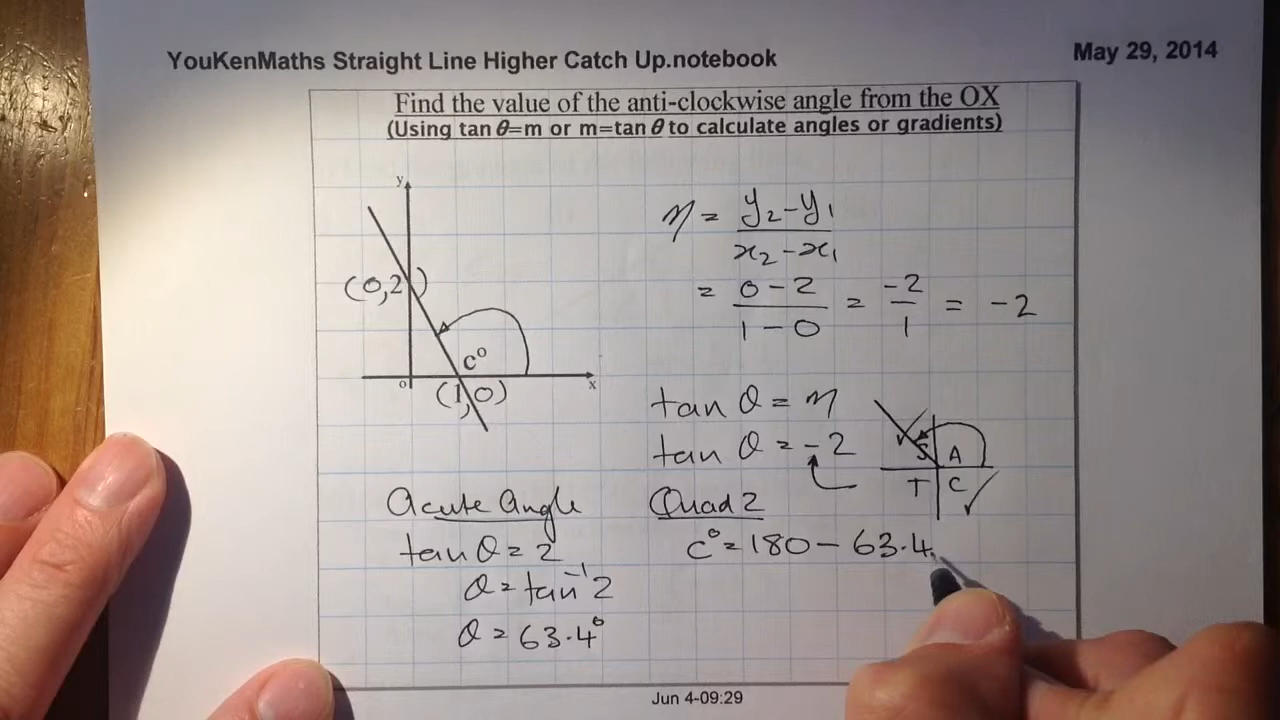 YouKenMaths Straight Line Higher Catch Up.notebook
May 29, 2014
Find the value of the anti-clockwise angle from the OX
(Using tan θ=m or m=tan θ to calculate angles or gradients)
y
(0,2)
c°
o
(1,0)
x
m = y₂-y₁
x₂-x₁
= 0-2 = -2 = -2
1-0 1
tan θ = m
tan θ = -2
S A
T C
Acute Angle
tan θ = 2
θ = tan⁻¹ 2
θ = 63.4°
Quad 2
c° = 180 - 63.4
Jun 4-09:29